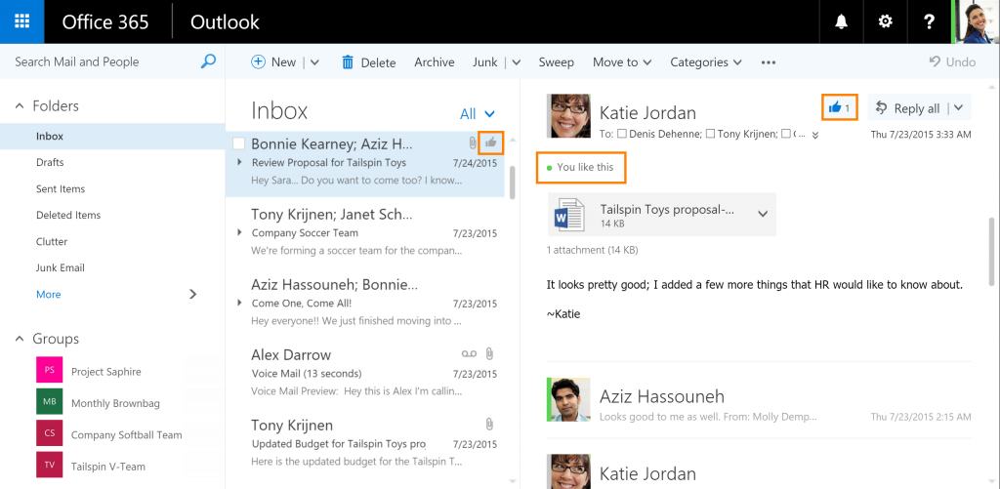 Office 365 Outlook
Search Mail and People
New Delete Archive Junk Sweep Move to Categories ••• Undo
Folders
Inbox
Drafts
Sent Items
Deleted Items
Clutter
Junk Email
More
Groups
PS Project Saphire
MB Monthly Brownbag
CS Company Softball Team
TV Tailspin V-Team
Inbox All
Bonnie Kearney; Aziz H...
Review Proposal for Tailspin Toys 7/24/2015
Hey Sara... Do you want to come too? I know...
Tony Krijnen; Janet Sch...
Company Soccer Team 7/23/2015
We're forming a soccer team for the compan...
Aziz Hassouneh; Bonnie...
Come One, Come All! 7/23/2015
Hey everyone!! We just finished moving into ...
Alex Darrow
Voice Mail (13 seconds) 7/23/2015
Voice Mail Preview: Hey this is Alex I'm callin...
Tony Krijnen
Updated Budget for Tailspin Toys pro 7/23/2015
Here is the updated budget for the Tailspin T...
Katie Jordan 1 Reply all
To: Denis Dehenne; Tony Krijnen; C... Thu 7/23/2015 3:33 AM
You like this
Tailspin Toys proposal-...
14 KB
1 attachment (14 KB)
It looks pretty good; I added a few more things that HR would like to know about.
~Katie
Aziz Hassouneh
Looks good to me as well. From: Molly Demp... Thu 7/23/2015 2:15 AM
Katie Jordan